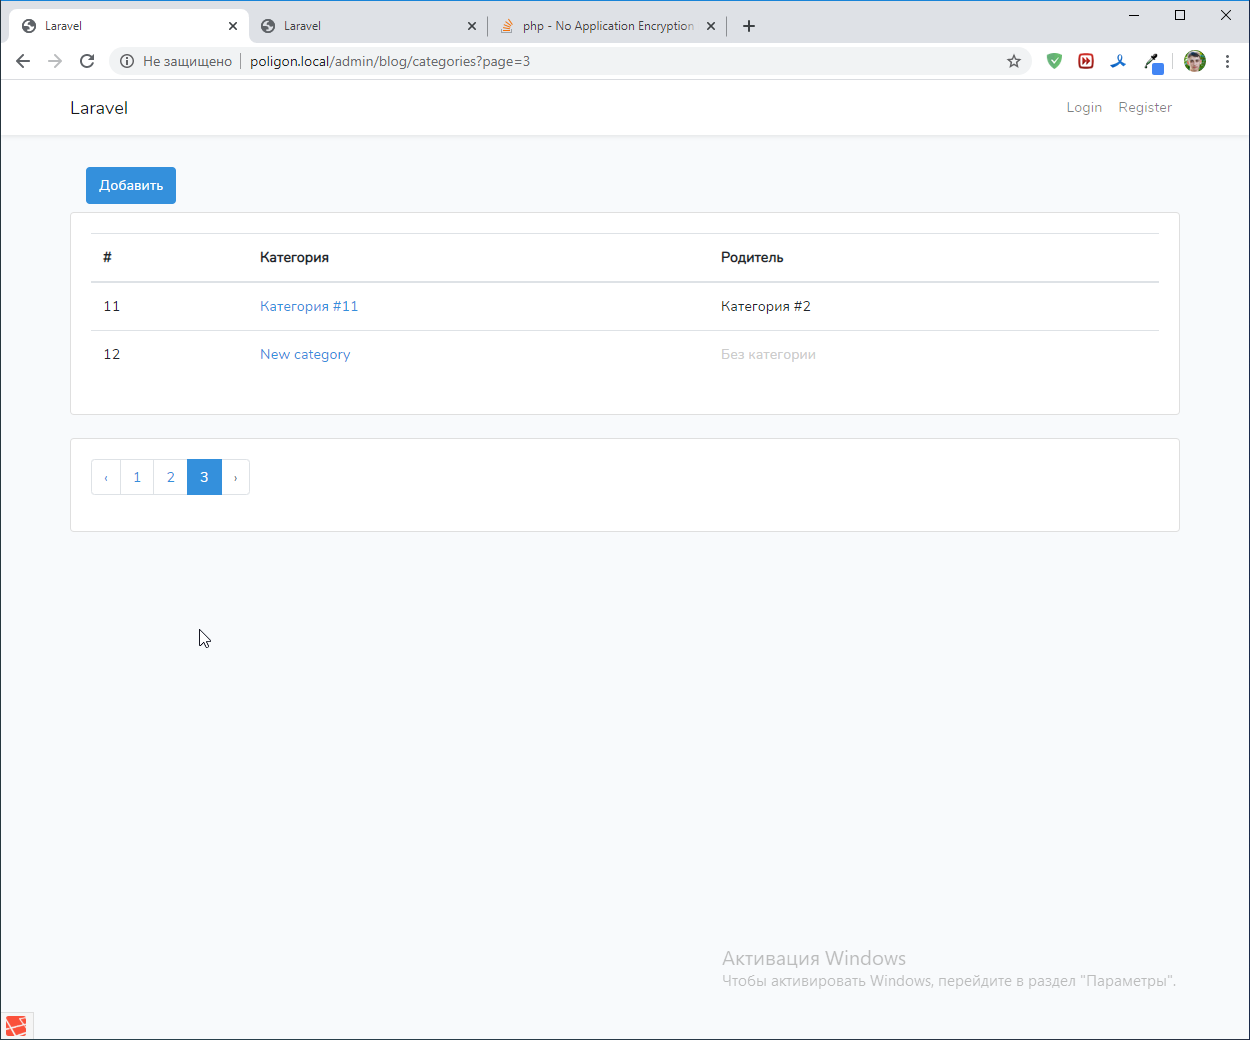 Laravel
Laravel
php - No Application Encryption
Не защищено
poligon.local/admin/blog/categories?page=3
Laravel
Login
Register
Добавить
# Категория Родитель
11 Категория #11 Категория #2
12 New category Без категории
‹ 1 2 3 ›
Активация Windows
Чтобы активировать Windows, перейдите в раздел "Параметры".